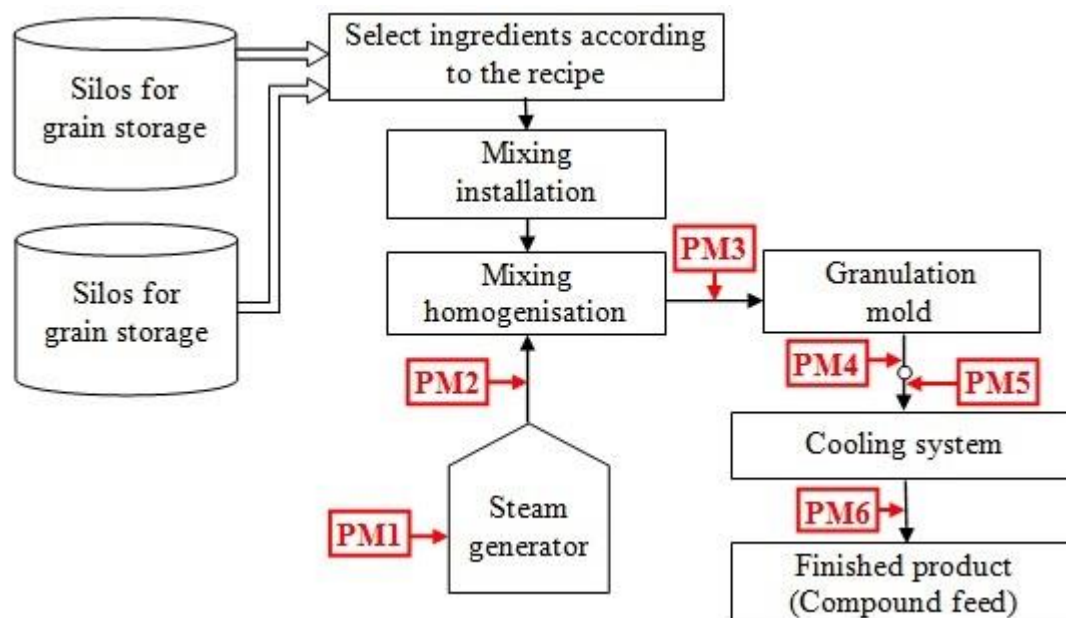 Silos for
grain storage
Select ingredients according
to the recipe
Mixing
installation
Silos for
grain storage
Mixing
homogenisation
PM3
Granulation
mold
PM2
PM4
PM5
Cooling system
PM1
Steam
generator
PM6
Finished product
(Compound feed)